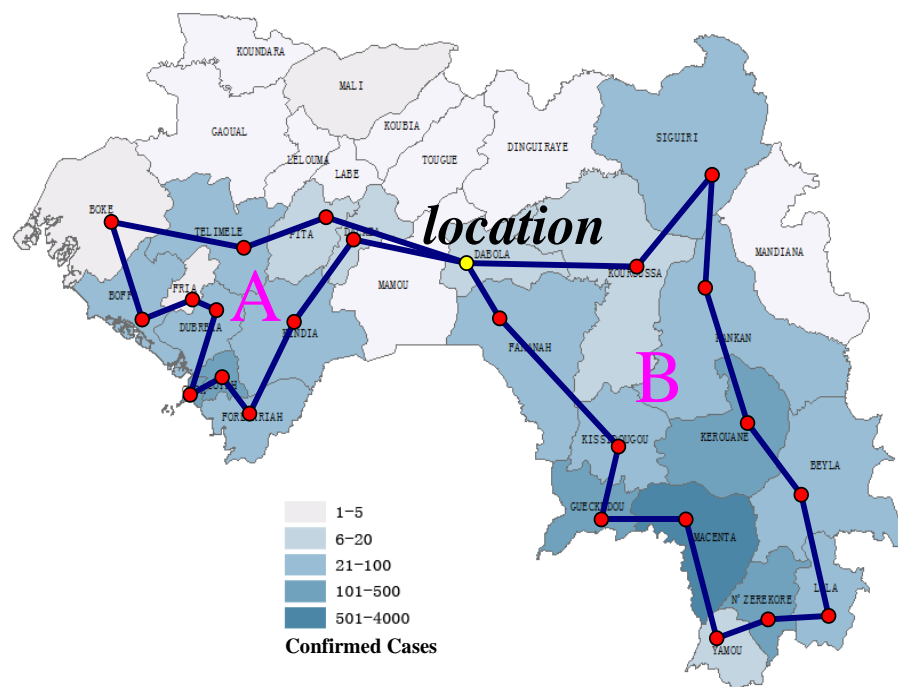 KOUNDARA
MALI
KOUBIA
GAOUAL
SIGUIRI
DINGUIRAYE
LELOUMA
TOUGUE
LABE
BOKE
location
TELIMELE
PITA
DABOLA
MANDIANA
KOUROUSSA
MAMOU
FRIA
BOFFA
A
DUBREKA
KINDIA
KANKAN
FARANAH
B
FORECARIAH
KISSIDOUGOU
KEROUANE
BEYLA
GUECKEDOU
MACENTA
N'ZEREKORE
LOLA
YAMOU
1-5
6-20
21-100
101-500
501-4000
Confirmed Cases